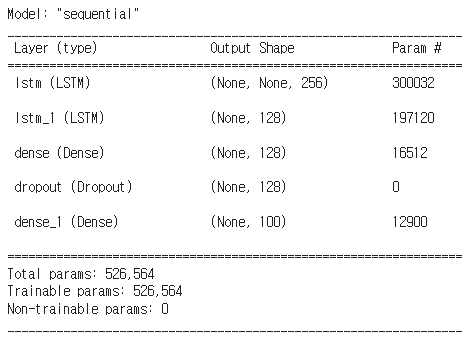 Model: "sequential"
_________________________________________________________________
Layer (type) Output Shape Param #
=================================================================
lstm (LSTM) (None, None, 256) 300032
lstm_1 (LSTM) (None, 128) 197120
dense (Dense) (None, 128) 16512
dropout (Dropout) (None, 128) 0
dense_1 (Dense) (None, 100) 12900
=================================================================
Total params: 526,564
Trainable params: 526,564
Non-trainable params: 0
_________________________________________________________________